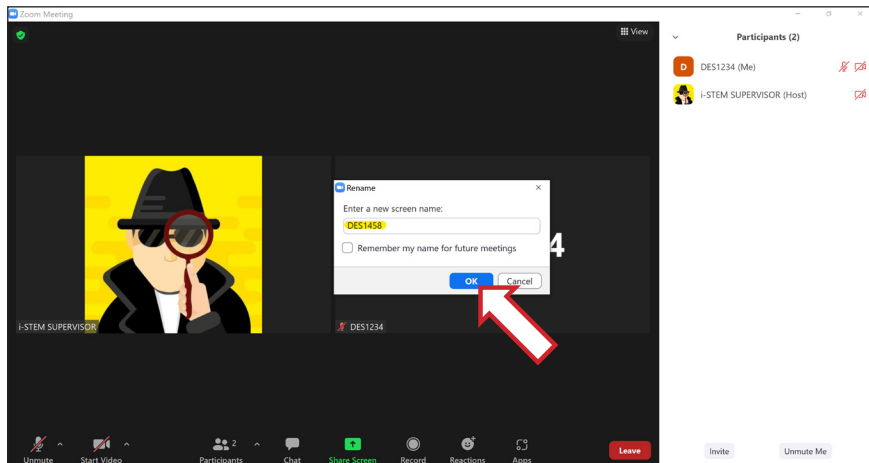 Zoom Meeting
View
Participants (2)
D
DES1234 (Me)
i-STEM SUPERVISOR (Host)
Rename
Enter a new screen name:
DES1458
Remember my name for future meetings
4
OK
Cancel
i-STEM SUPERVISOR
DES1234
2
Unmute
Start Video
Participants
Chat
Share Screen
Record
Reactions
Apps
Leave
Invite
Unmute Me